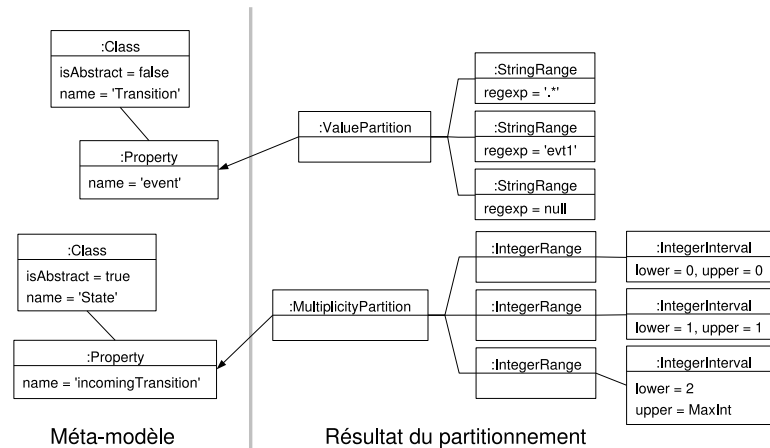 :Class
isAbstract = false
name = 'Transition'
:Property
name = 'event'
:ValuePartition
:StringRange
regexp = '.*'
:StringRange
regexp = 'evt1'
:StringRange
regexp = null
:Class
isAbstract = true
name = 'State'
:Property
name = 'incomingTransition'
:MultiplicityPartition
:IntegerRange
:IntegerInterval
lower = 0, upper = 0
:IntegerRange
:IntegerInterval
lower = 1, upper = 1
:IntegerRange
:IntegerInterval
lower = 2
upper = MaxInt
Méta-modèle
Résultat du partitionnement